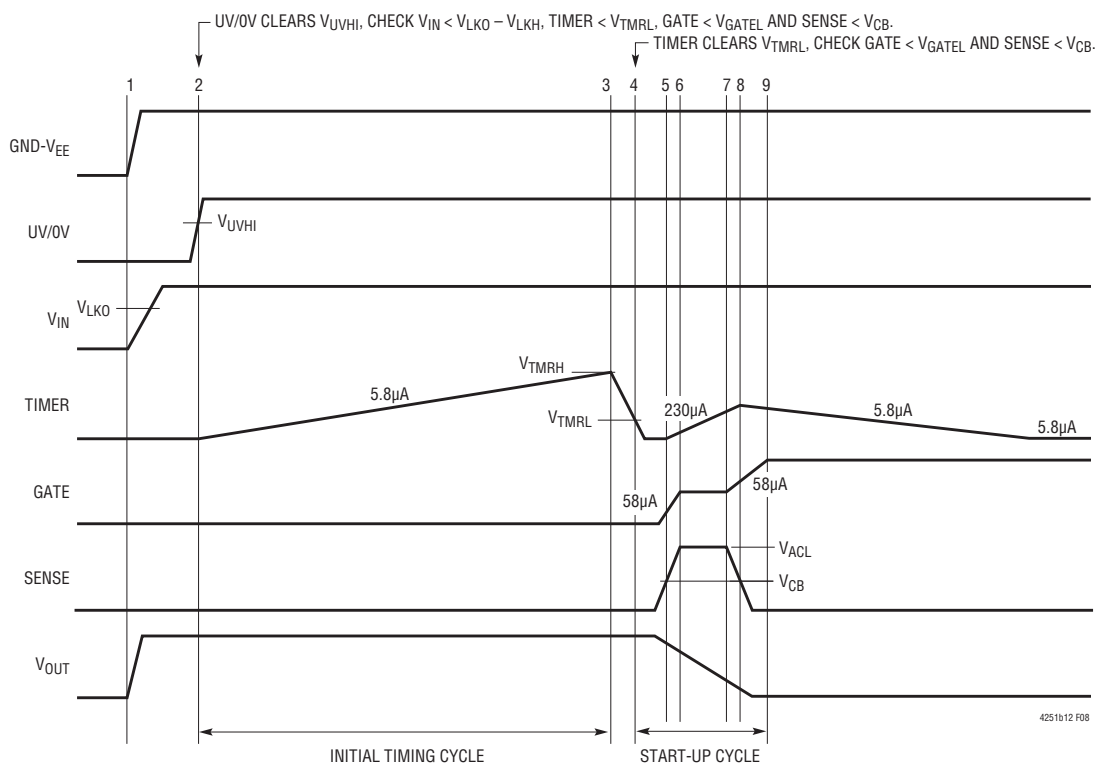 UV/0V CLEARS VUVHI, CHECK VIN < VLKO – VLKH, TIMER < VTMRL, GATE < VGATEL AND SENSE < VCB.
TIMER CLEARS VTMRL, CHECK GATE < VGATEL AND SENSE < VCB.
1 2 3 4 5 6 7 8 9
GND-VEE
UV/0V
VUVHI
VLKO
VIN
TIMER
5.8µA
VTMRH
VTMRL
230µA
5.8µA
5.8µA
GATE
58µA
58µA
SENSE
VACL
VCB
VOUT
4251b12 F08
INITIAL TIMING CYCLE
START-UP CYCLE